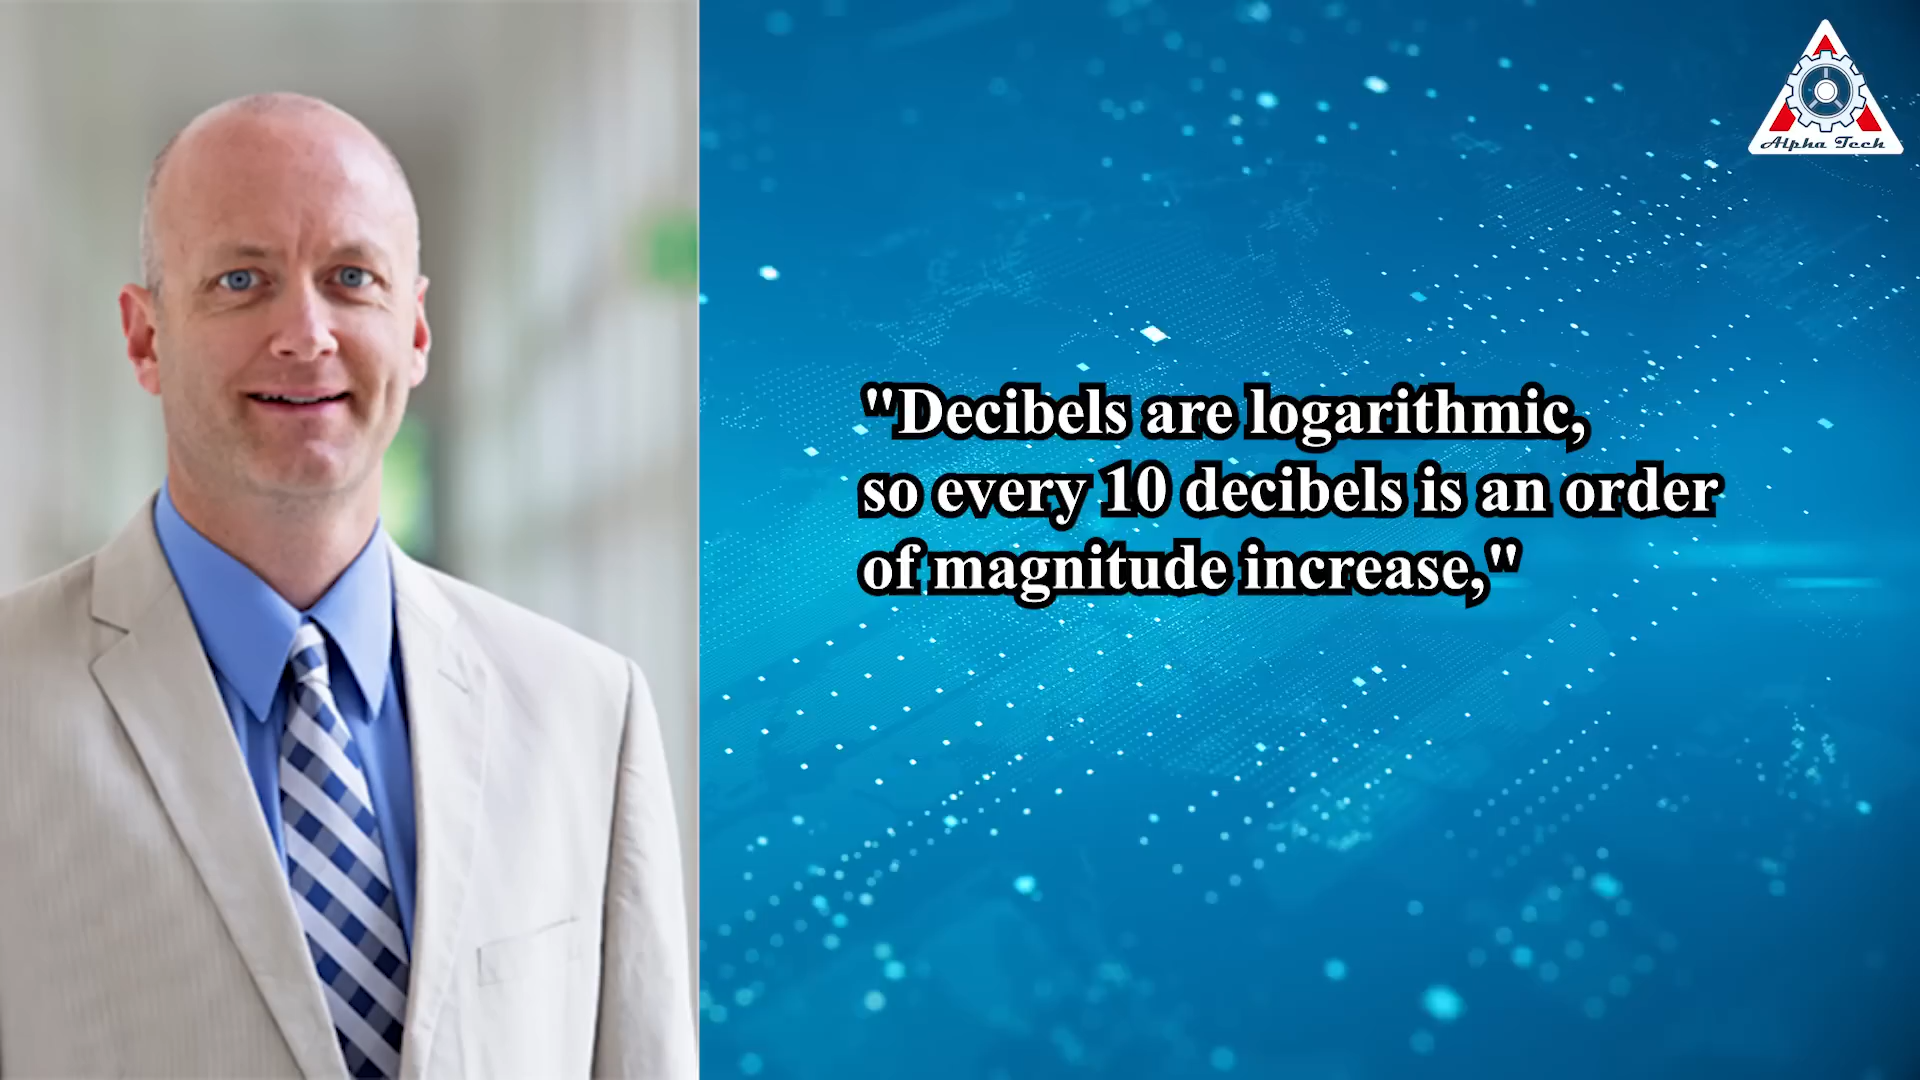 Alpha Tech
"Decibels are logarithmic,
so every 10 decibels is an order
of magnitude increase,"